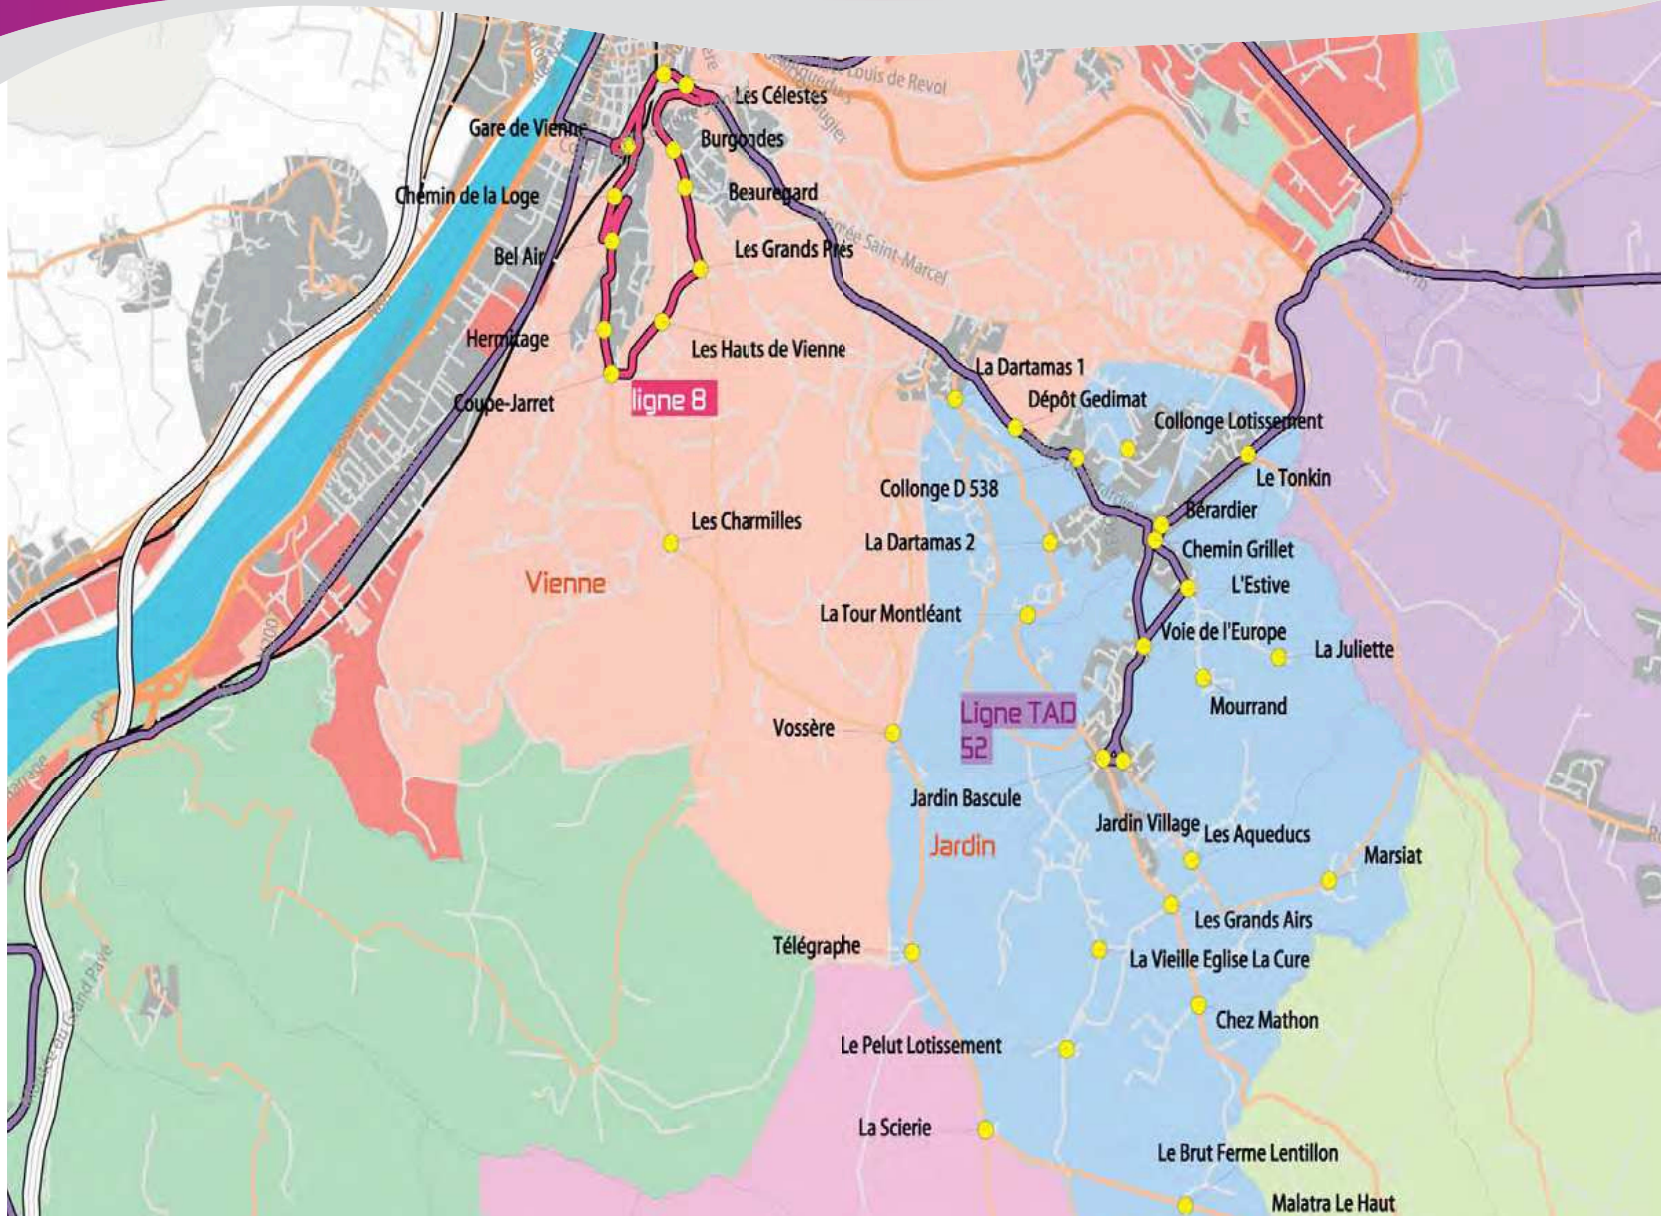 Louis de Revol
Les Célestes
Gare de Vienne
Burgondes
Chemin de la Loge
Beauregard
Bel Air
Les Grands Prés
Saint-Marcel
Hermitage
Les Hauts de Vienne
La Dartamas 1
Coupe-Jarret
ligne 8
Dépôt Gedimat
Collonge Lotissement
Collonge D 538
Le Tonkin
Les Charmilles
Bérardier
La Dartamas 2
Chemin Grillet
Vienne
L'Estive
La Tour Montléant
Voie de l'Europe
La Juliette
Mourrand
Ligne TAD
52
Vossère
Jardin Bascule
Jardin Village
Les Aqueducs
Jardin
Marsiat
Les Grands Airs
Télégraphe
La Vieille Eglise La Cure
Chez Mathon
Le Pelut Lotissement
La Scierie
Le Brut Ferme Lentillon
Malatra Le Haut